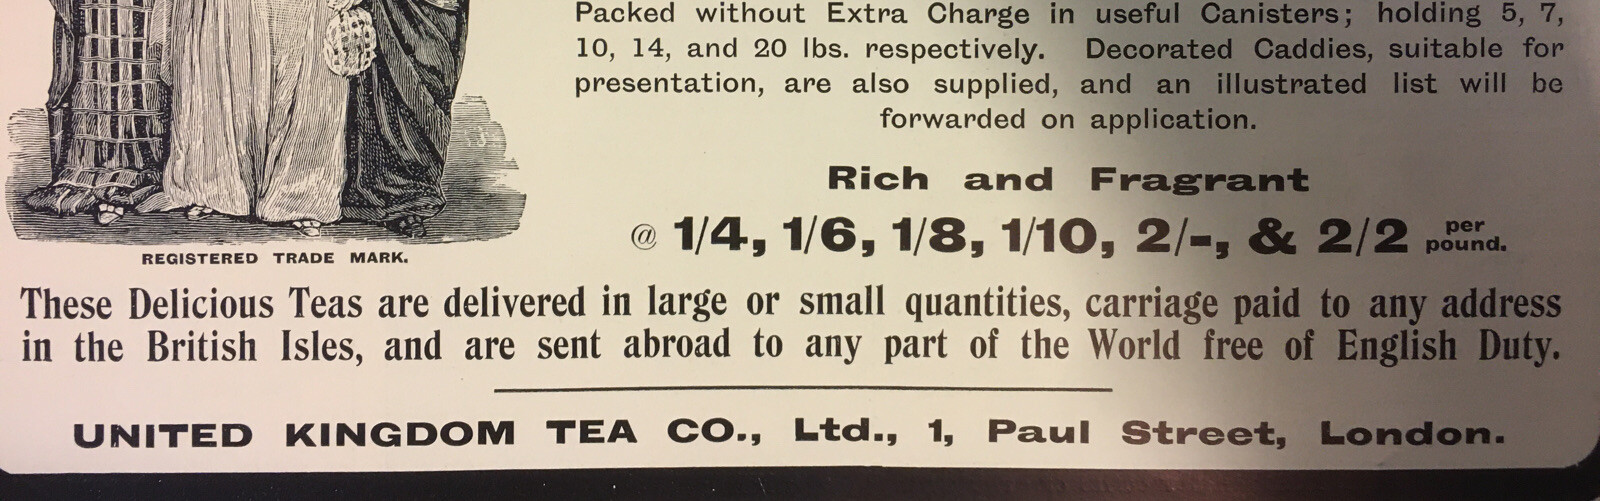 Packed without Extra Charge in useful Canisters; holding 5, 7,
10, 14, and 20 lbs. respectively. Decorated Caddies, suitable for
presentation, are also supplied, and an illustrated list will be
forwarded on application.
Rich and Fragrant
@ 1/4, 1/6, 1/8, 1/10, 2/-, & 2/2 per pound.
REGISTERED TRADE MARK.
These Delicious Teas are delivered in large or small quantities, carriage paid to any address
in the British Isles, and are sent abroad to any part of the World free of English Duty.
UNITED KINGDOM TEA CO., Ltd., 1, Paul Street, London.